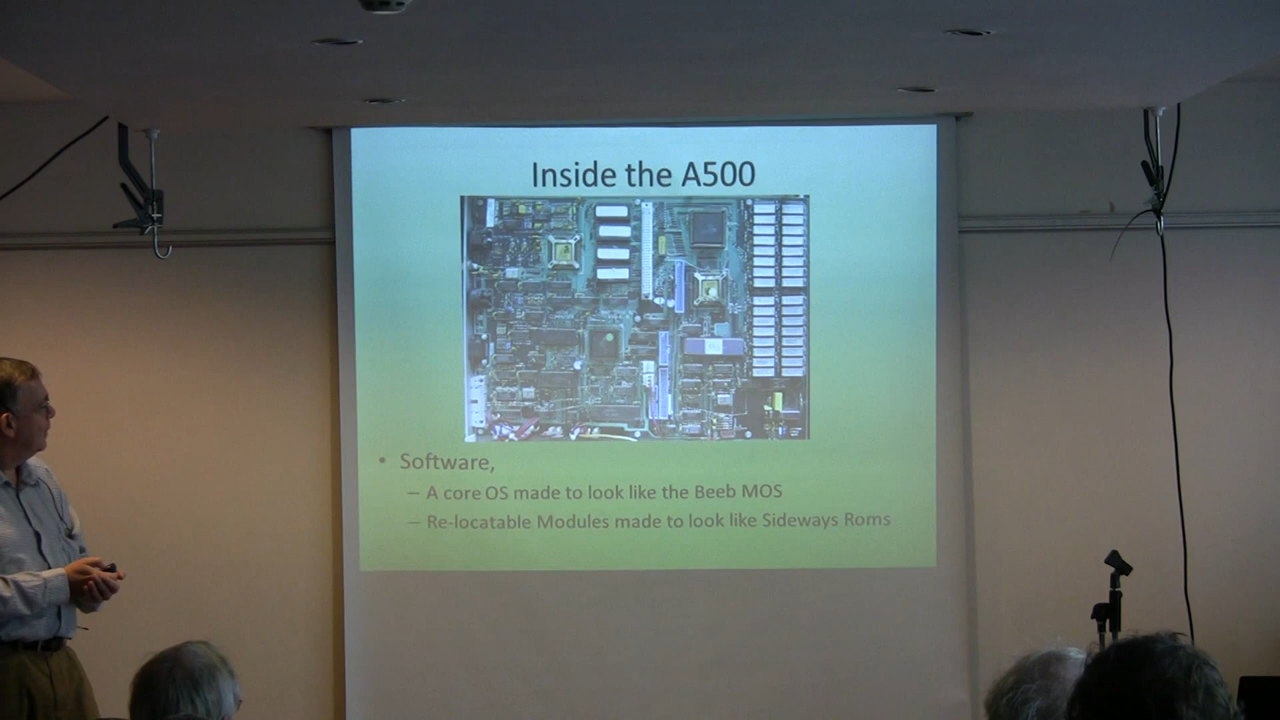 Inside the A500
• Software,
– A core OS made to look like the Beeb MOS
– Re-locatable Modules made to look like Sideways Roms